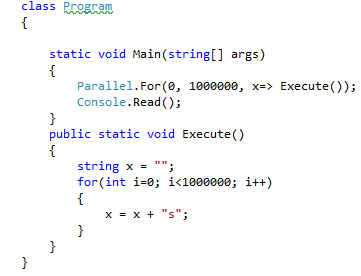 class Program
{
static void Main(string[] args)
{
Parallel.For(0, 1000000, x=> Execute());
Console.Read();
}
public static void Execute()
{
string x = "";
for(int i=0; i<1000000; i++)
{
x = x + "s";
}
}
}